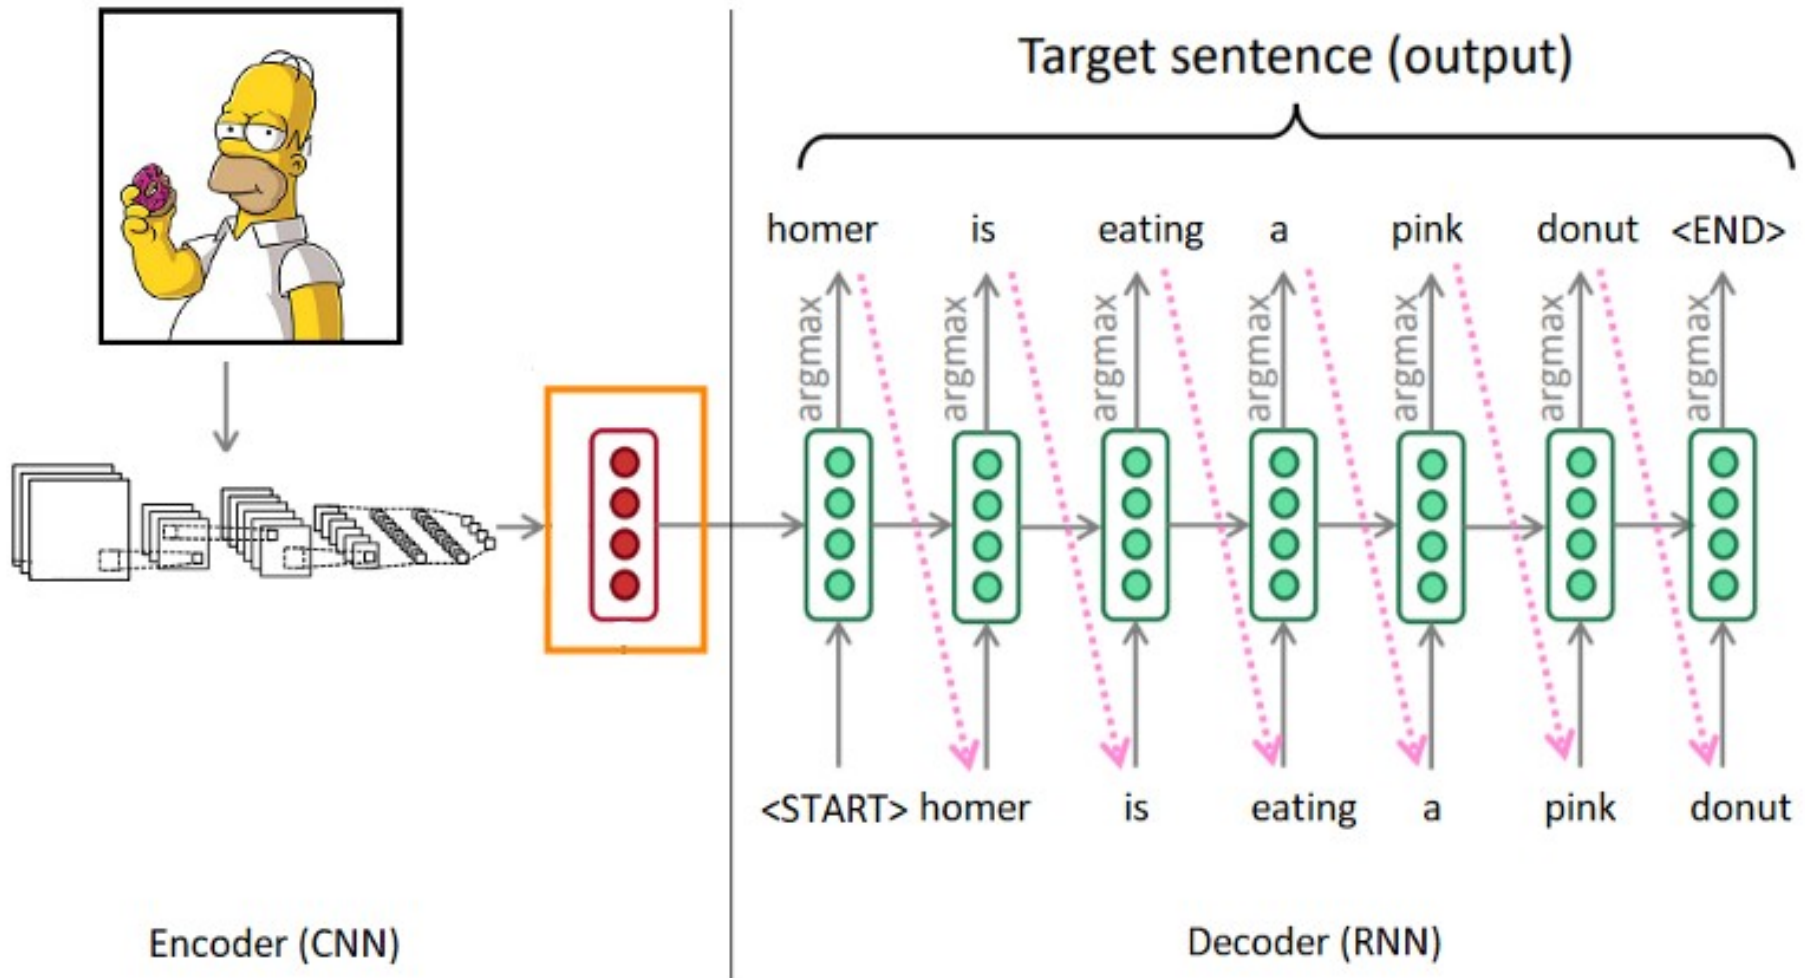 Target sentence (output)
homer is eating a pink donut <END>
argmax argmax argmax argmax argmax argmax argmax
<START> homer is eating a pink donut
Encoder (CNN)
Decoder (RNN)